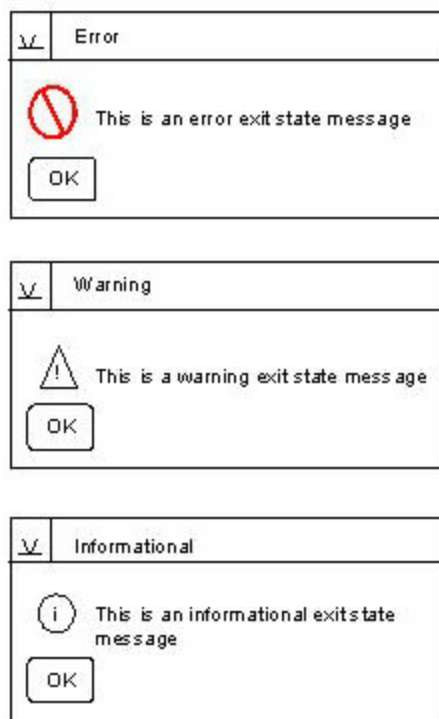 Error
This is an error exit state message
OK
Warning
!
This is a warning exit state message
OK
Informational
i
This is an informational exit state
message
OK